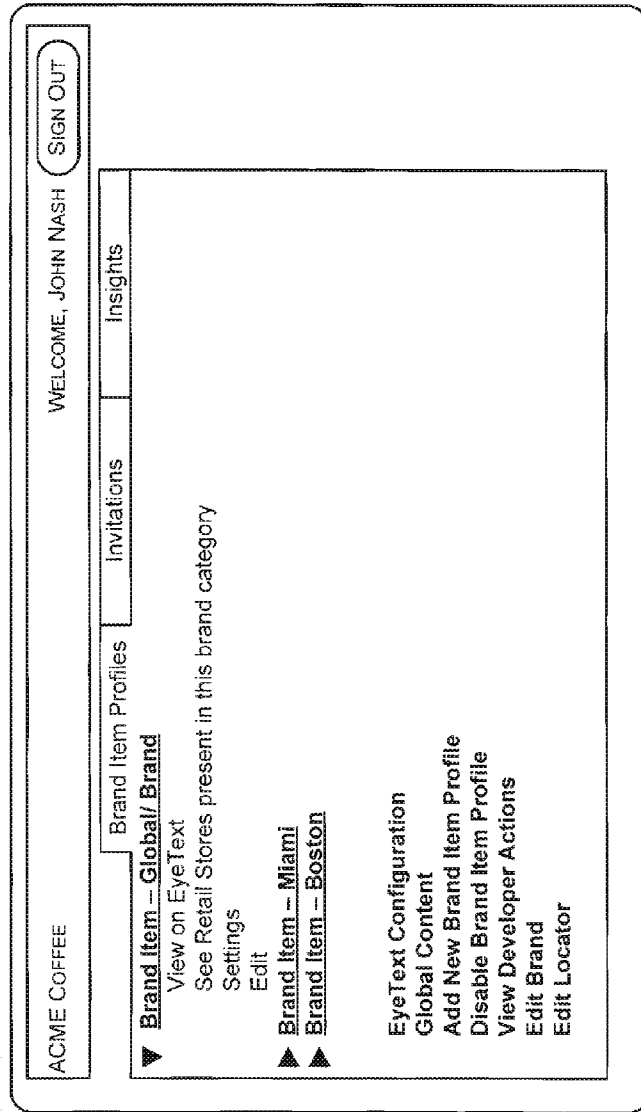 ACME COFFEE WELCOME, JOHN NASH SIGN OUT
Brand Item Profiles Invitations Insights
Brand Item – Global/ Brand
View on EyeText
See Retail Stores present in this brand category
Settings
Edit
Brand Item – Miami
Brand Item – Boston
EyeText Configuration
Global Content
Add New Brand Item Profile
Disable Brand Item Profile
View Developer Actions
Edit Brand
Edit Locator